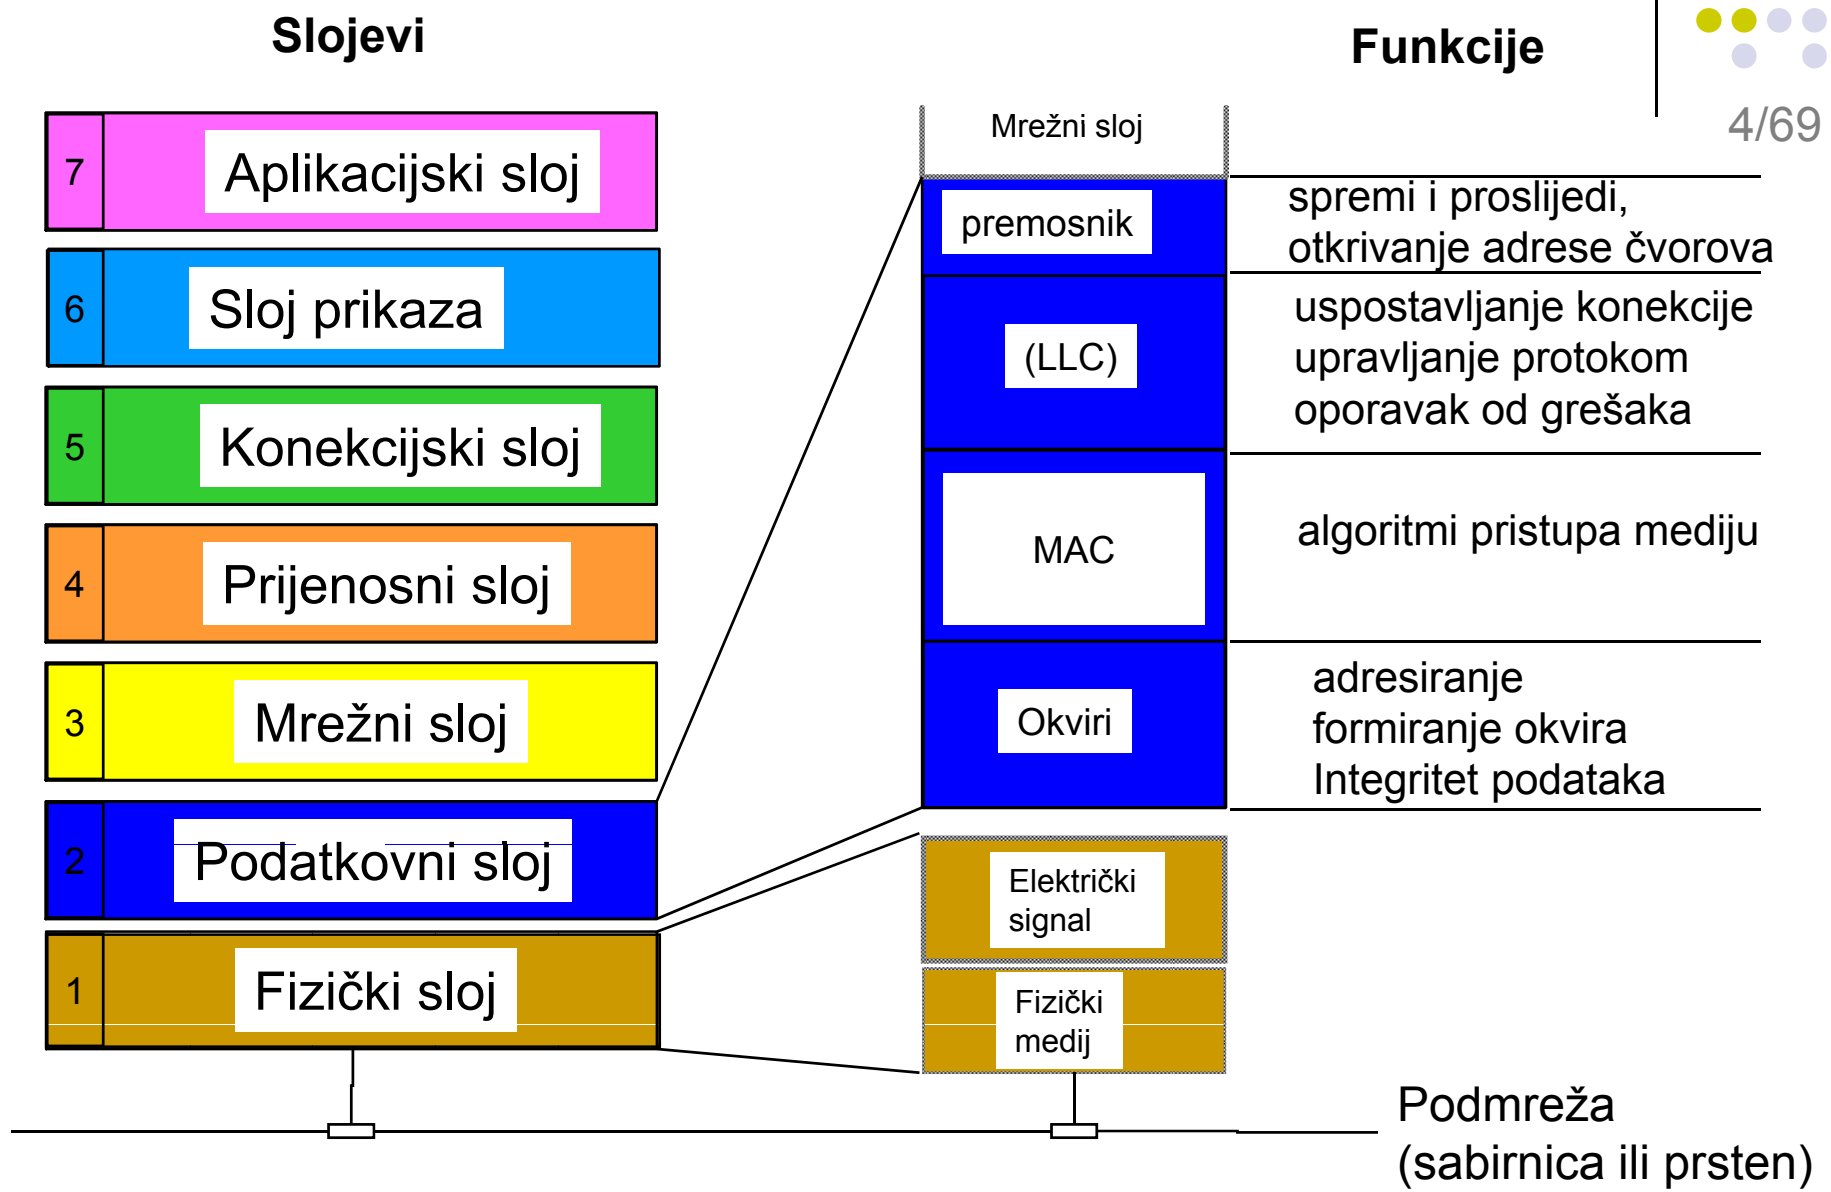 Slojevi
Funkcije
4/69
7
Aplikacijski sloj
6
Sloj prikaza
5
Konekcijski sloj
4
Prijenosni sloj
3
Mrežni sloj
2
Podatkovni sloj
1
Fizički sloj
Mrežni sloj
premosnik
spremi i proslijedi,
otkrivanje adrese čvorova
(LLC)
uspostavljanje konekcije
upravljanje protokom
oporavak od grešaka
MAC
algoritmi pristupa mediju
Okviri
adresiranje
formiranje okvira
Integritet podataka
Električki
signal
Fizički
medij
Podmreža
(sabirnica ili prsten)